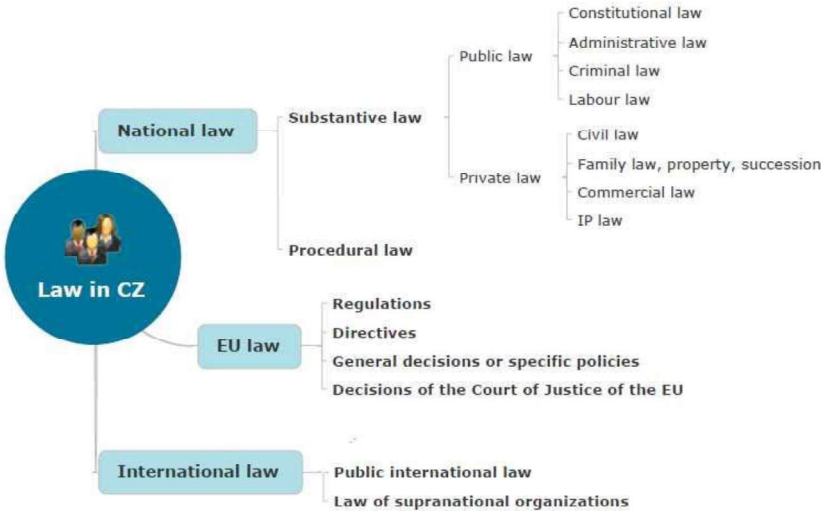 Law in CZ
National law
Substantive law
Public law
Constitutional law
Administrative law
Criminal law
Labour law
Private law
Civil law
Family law, property, succession
Commercial law
IP law
Procedural law
EU law
Regulations
Directives
General decisions or specific policies
Decisions of the Court of Justice of the EU
International law
Public international law
Law of supranational organizations